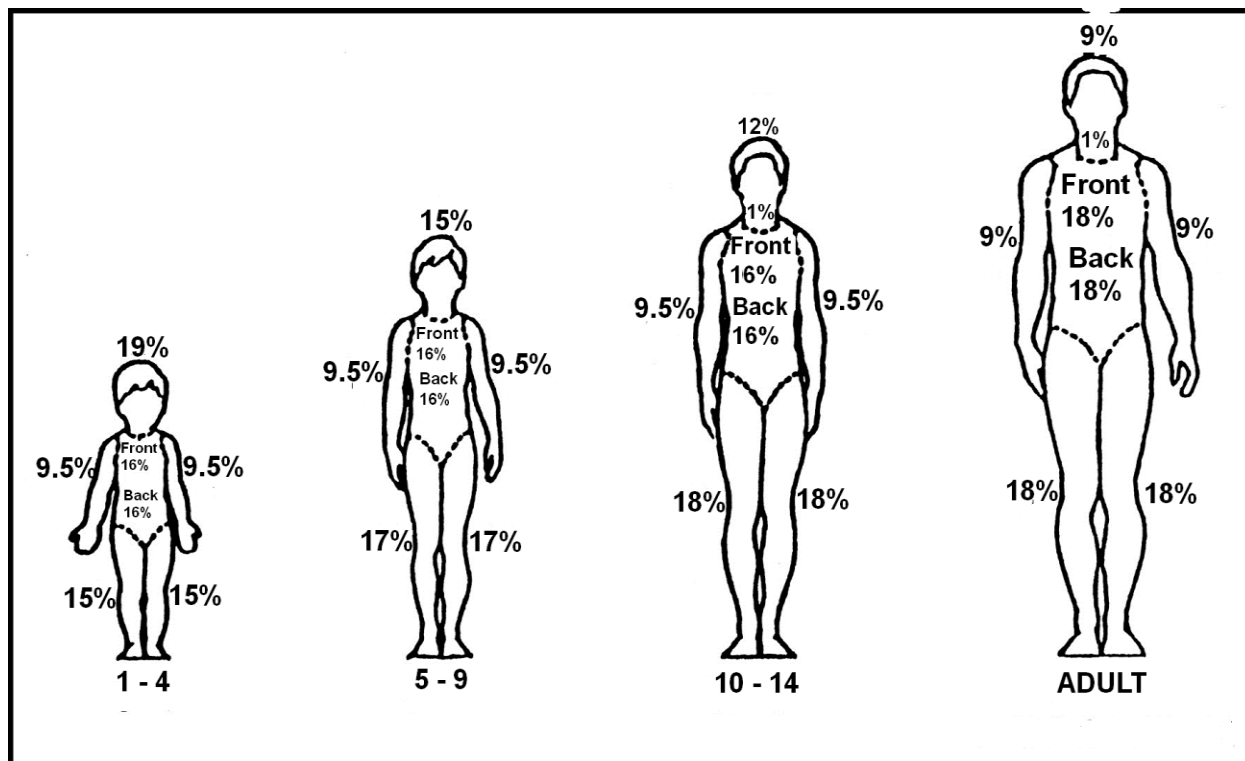 19%
9.5% 9.5%
Front
16%
Back
16%
15% 15%
1 - 4
15%
9.5% 9.5%
Front
16%
Back
16%
17% 17%
5 - 9
12%
1%
9.5% 9.5%
Front
16%
Back
16%
18% 18%
10 - 14
9%
1%
9% 9%
Front
18%
Back
18%
18% 18%
ADULT